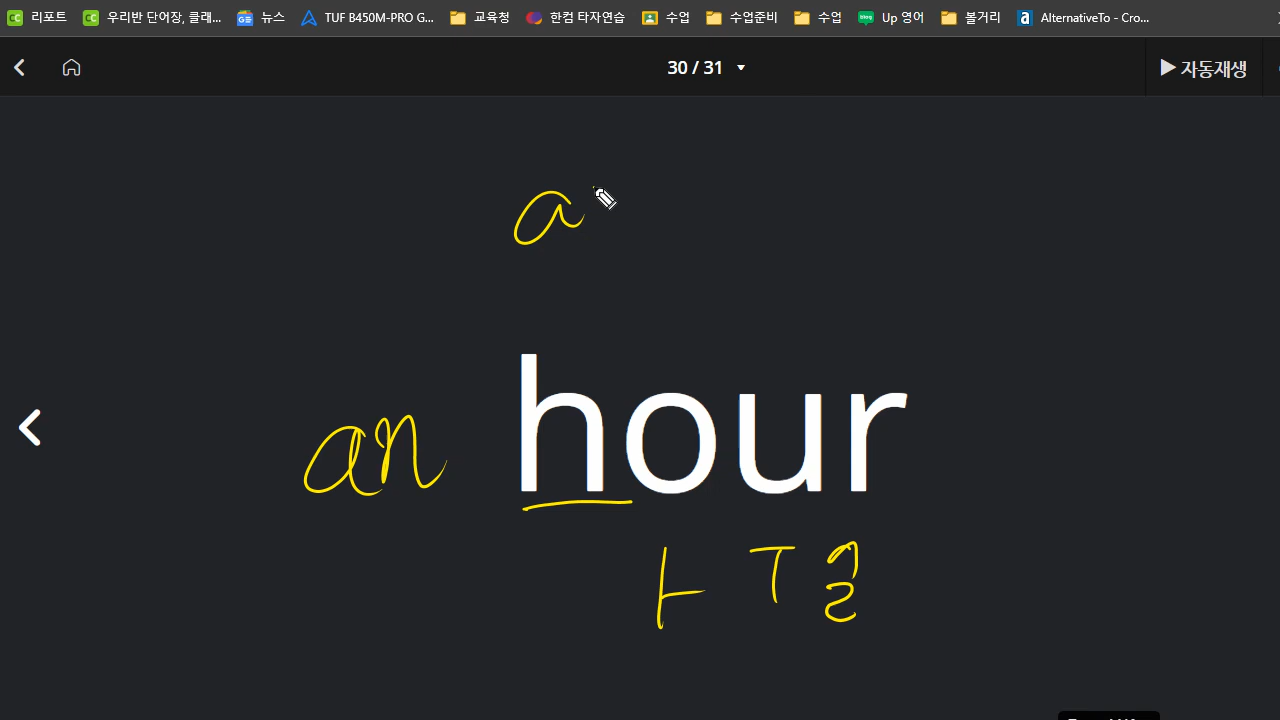 리포트 우리반 단어장, 클래... 뉴스 TUF B450M-PRO G... 교육청 한컴 타자연습 수업 수업준비 수업 Up 영어 볼거리 AlternativeTo - Cro...
30 / 31 ▶ 자동재생
a
an hour
ㅏ ㅜ ㄹ